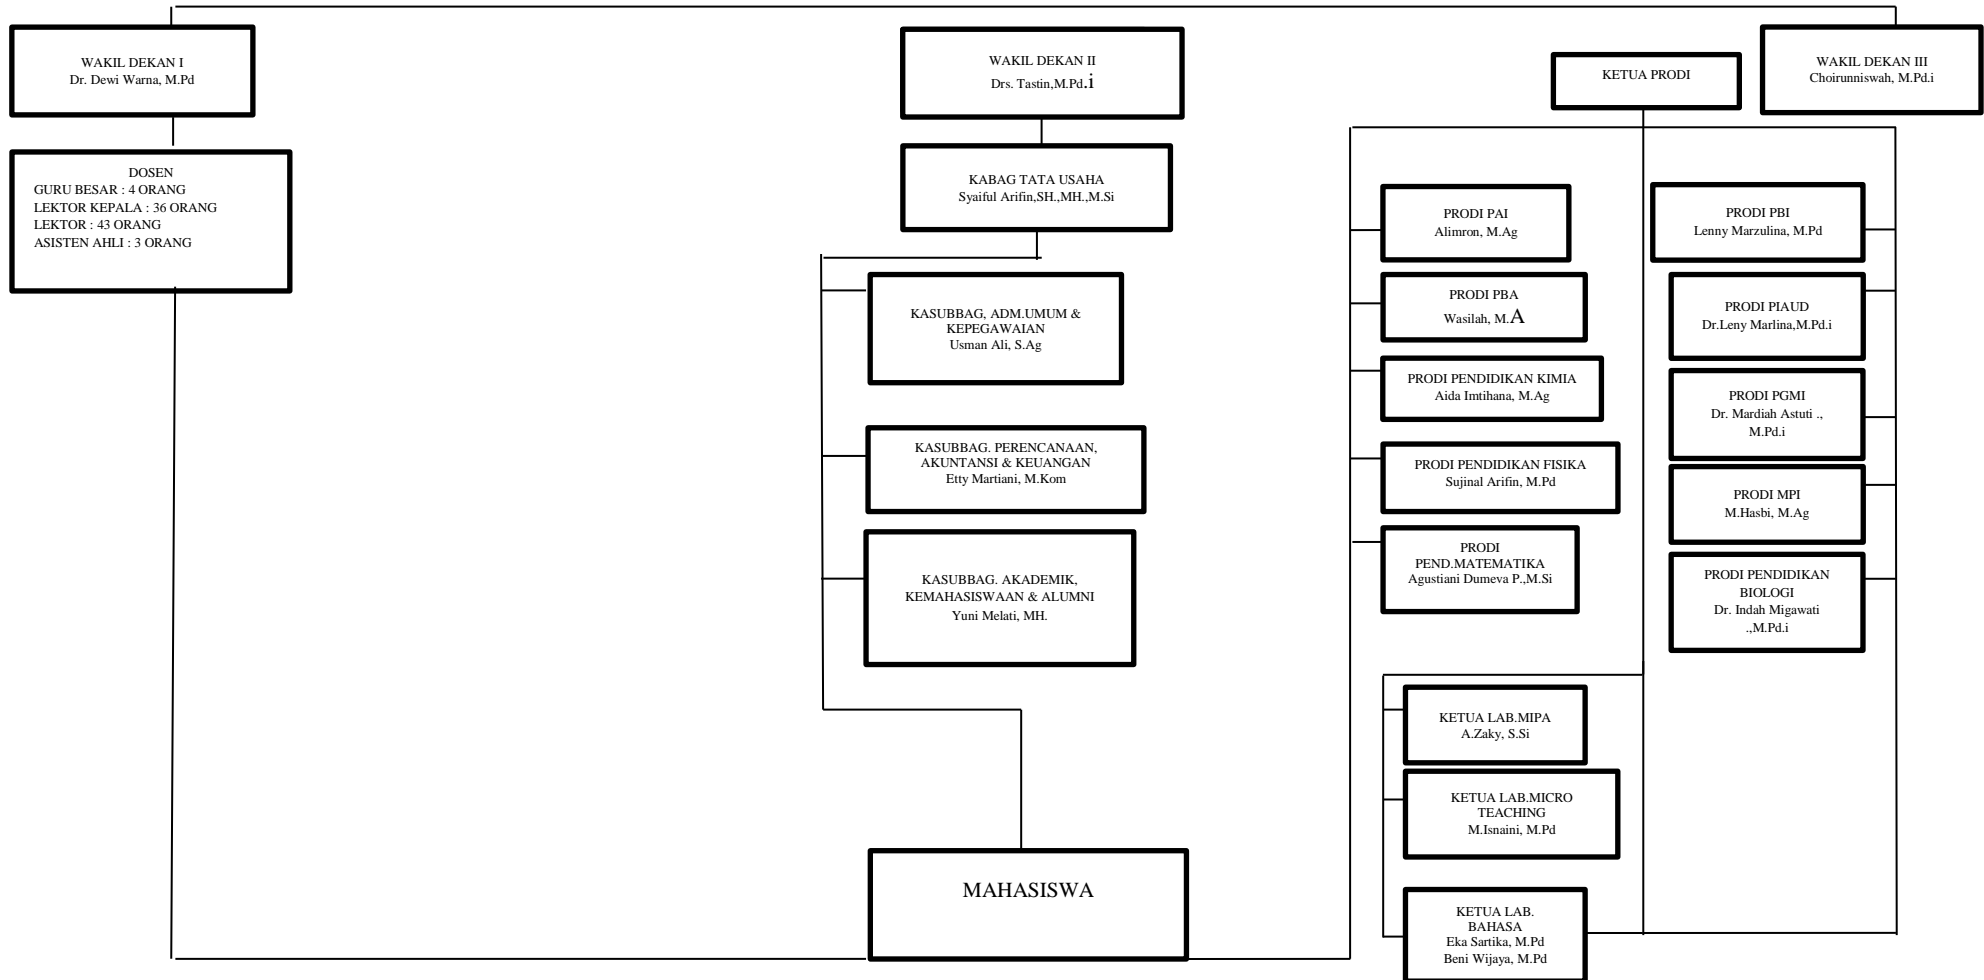 WAKIL DEKAN I
Dr. Dewi Warna, M.Pd
WAKIL DEKAN II
Drs. Tastin,M.Pd.i
KETUA PRODI
WAKIL DEKAN III
Choirunniswah, M.Pd.i
DOSEN
GURU BESAR : 4 ORANG
LEKTOR KEPALA : 36 ORANG
LEKTOR : 43 ORANG
ASISTEN AHLI : 3 ORANG
KABAG TATA USAHA
Syaiful Arifin,SH.,MH.,M.Si
KASUBBAG, ADM.UMUM &
KEPEGAWAIAN
Usman Ali, S.Ag
KASUBBAG. PERENCANAAN,
AKUNTANSI & KEUANGAN
Etty Martiani, M.Kom
KASUBBAG. AKADEMIK,
KEMAHASISWAAN & ALUMNI
Yuni Melati, MH.
MAHASISWA
PRODI PAI
Alimron, M.Ag
PRODI PBA
Wasilah, M.A
PRODI PENDIDIKAN KIMIA
Aida Imtihana, M.Ag
PRODI PENDIDIKAN FISIKA
Sujinal Arifin, M.Pd
PRODI
PEND.MATEMATIKA
Agustiani Dumeva P.,M.Si
PRODI PBI
Lenny Marzulina, M.Pd
PRODI PIAUD
Dr.Leny Marlina,M.Pd.i
PRODI PGMI
Dr. Mardiah Astuti .,
M.Pd.i
PRODI MPI
M.Hasbi, M.Ag
PRODI PENDIDIKAN
BIOLOGI
Dr. Indah Migawati
.,M.Pd.i
KETUA LAB.MIPA
A.Zaky, S.Si
KETUA LAB.MICRO
TEACHING
M.Isnaini, M.Pd
KETUA LAB.
BAHASA
Eka Sartika, M.Pd
Beni Wijaya, M.Pd